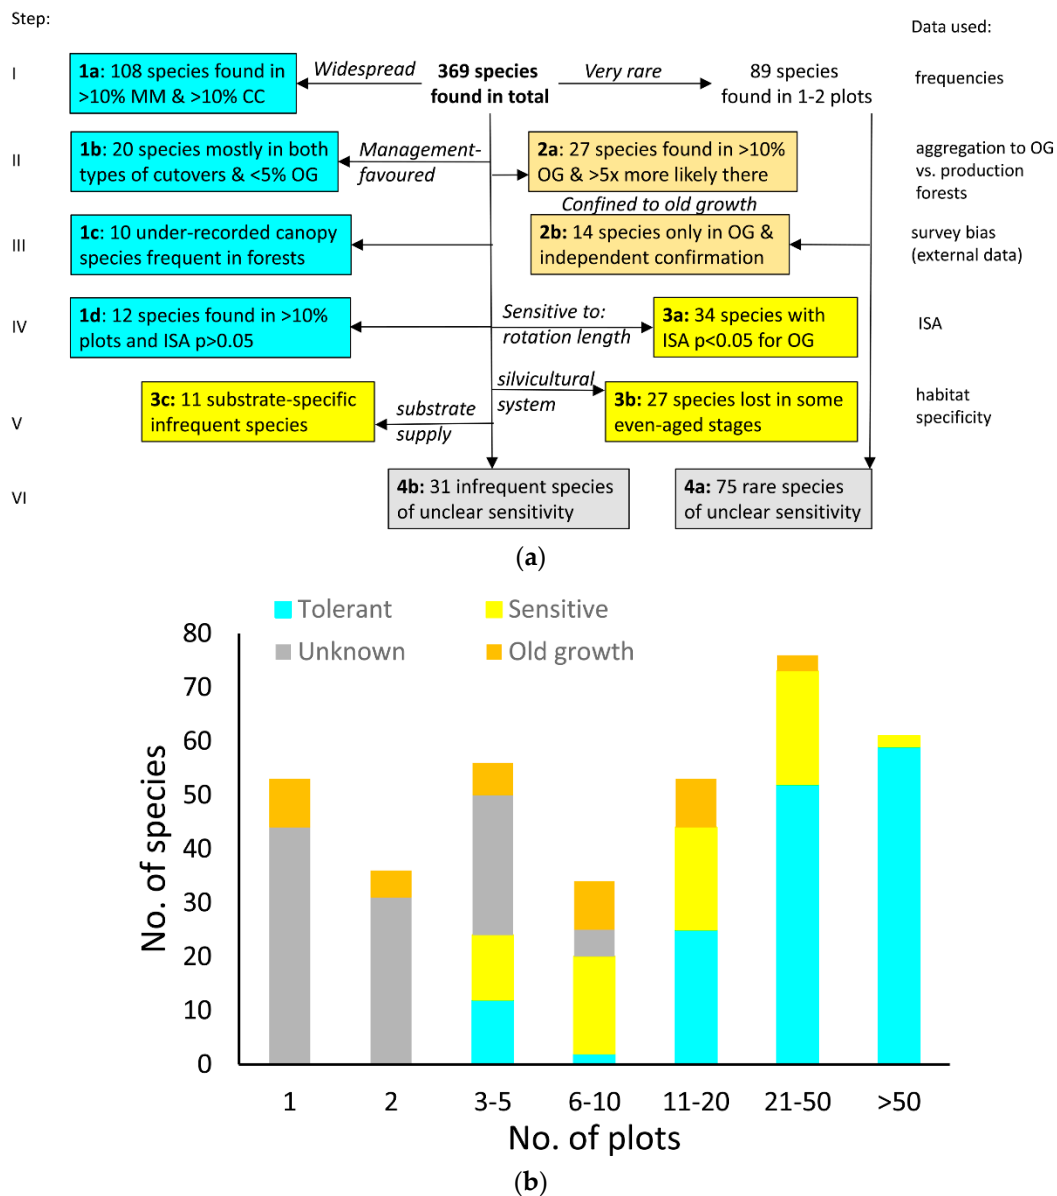 Step:
Data used:
I
1a: 108 species found in
>10% MM & >10% CC
Widespread
369 species
found in total
Very rare
89 species
found in 1-2 plots
frequencies
II
1b: 20 species mostly in both
types of cutovers & <5% OG
Management-
favoured
2a: 27 species found in >10%
OG & >5x more likely there
aggregation to OG
vs. production
forests
Confined to old growth
III
1c: 10 under-recorded canopy
species frequent in forests
2b: 14 species only in OG &
independent confirmation
survey bias
(external data)
IV
1d: 12 species found in >10%
plots and ISA p>0.05
Sensitive to:
rotation length
3a: 34 species with
ISA p<0.05 for OG
ISA
V
3c: 11 substrate-specific
infrequent species
substrate
supply
silvicultural
system
3b: 27 species lost in some
even-aged stages
habitat
specificity
VI
4b: 31 infrequent species
of unclear sensitivity
4a: 75 rare species
of unclear sensitivity
(a)
Tolerant
Sensitive
Unknown
Old growth
No. of species
80
70
60
50
40
30
20
10
0
1
2
3-5
6-10
11-20
21-50
>50
No. of plots
(b)